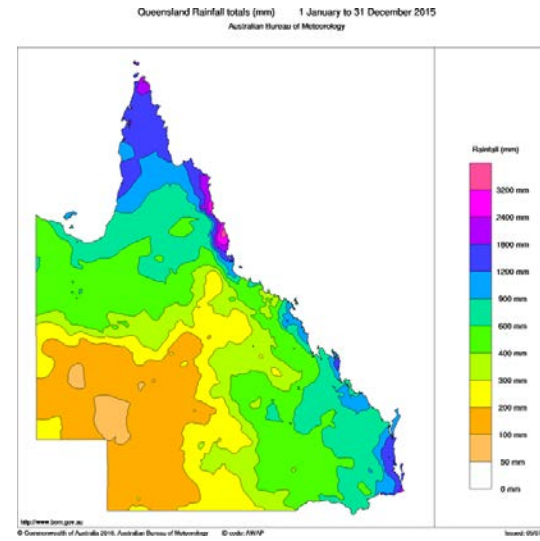 Queensland Rainfall totals (mm) 1 January to 31 December 2015
Australian Bureau of Meteorology
Rainfall (mm)
3200 mm
2400 mm
1800 mm
1200 mm
900 mm
600 mm
400 mm
300 mm
200 mm
100 mm
50 mm
0 mm
http://www.bom.gov.au
© Commonwealth of Australia 2016, Australian Bureau of Meteorology ID code: AWAP Issued: